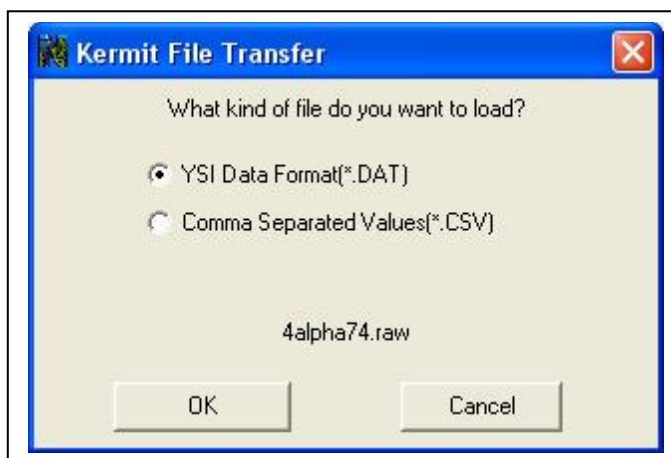 Kermit File Transfer
What kind of file do you want to load?
YSI Data Format(*.DAT)
Comma Separated Values(*.CSV)
4alpha74.raw
OK
Cancel